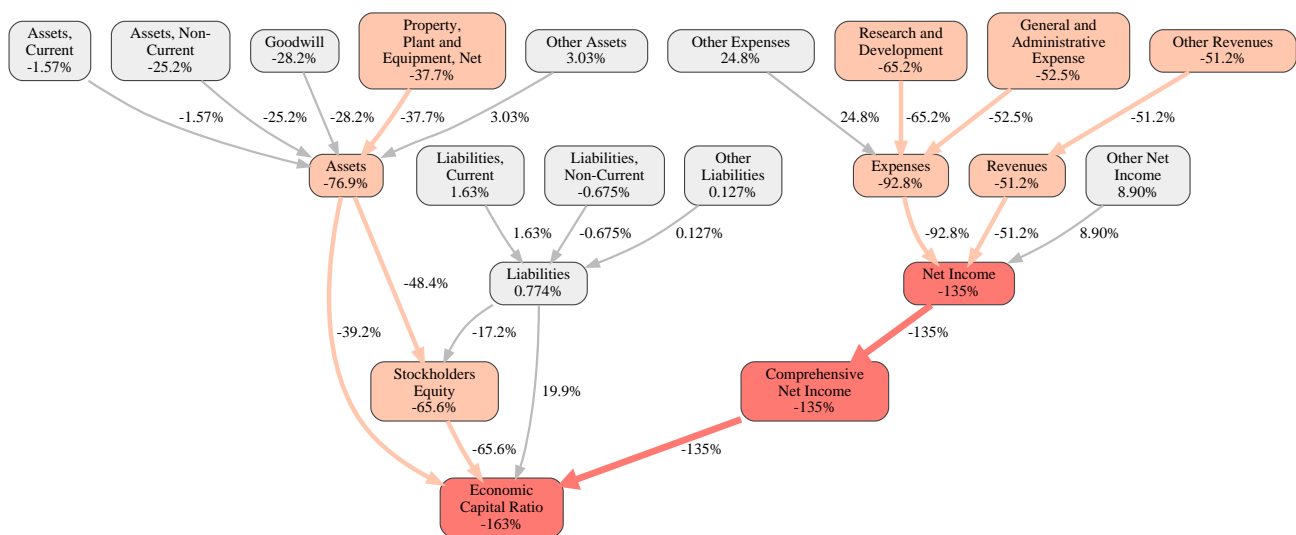 Assets,
Current
-1.57%
Assets, Non-
Current
-25.2%
Goodwill
-28.2%
Property,
Plant and
Equipment, Net
-37.7%
Other Assets
3.03%
Other Expenses
24.8%
Research and
Development
-65.2%
General and
Administrative
Expense
-52.5%
Other Revenues
-51.2%
-1.57%
-25.2%
-28.2%
-37.7%
3.03%
24.8%
-65.2%
-52.5%
-51.2%
Assets
-76.9%
Liabilities,
Current
1.63%
Liabilities,
Non-Current
-0.675%
Other
Liabilities
0.127%
Expenses
-92.8%
Revenues
-51.2%
Other Net
Income
8.90%
1.63%
-0.675%
0.127%
-92.8%
-51.2%
8.90%
Liabilities
0.774%
Net Income
-135%
-48.4%
-39.2%
-17.2%
-135%
Stockholders
Equity
-65.6%
19.9%
Comprehensive
Net Income
-135%
-65.6%
-135%
Economic
Capital Ratio
-163%